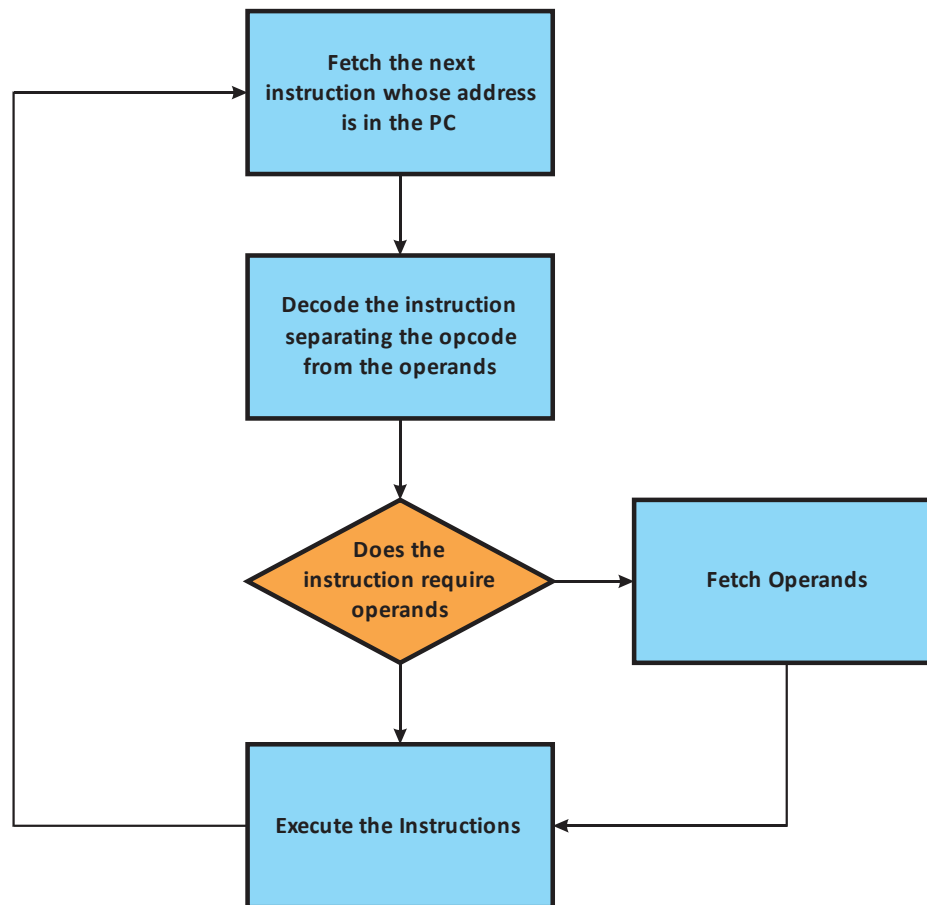 Fetch the next
instruction whose address
is in the PC
Decode the instruction
separating the opcode
from the operands
Does the
instruction require
operands
Fetch Operands
Execute the Instructions